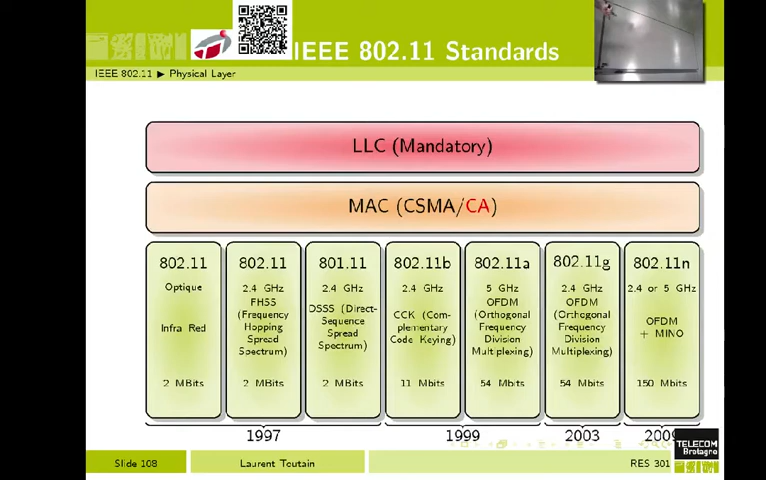 IEEE 802.11 Standards
IEEE 802.11 ▶ Physical Layer
LLC (Mandatory)
MAC (CSMA/CA)
802.11
Optique
Infra Red
2 MBits
802.11
2.4 GHz
FHSS
(Frequency
Hopping
Spread
Spectrum)
2 MBits
801.11
2.4 GHz
DSSS (Direct-
Sequence
Spread
Spectrum)
2 MBits
802.11b
2.4 GHz
CCK (Com-
plementary
Code Keying)
11 Mbits
802.11a
5 GHz
OFDM
(Orthogonal
Frequency
Division
Multiplexing)
54 Mbits
802.11g
2.4 GHz
OFDM
(Orthogonal
Frequency
Division
Multiplexing)
54 Mbits
802.11n
2.4 or 5 GHz
OFDM
+ MINO
150 Mbits
1997
1999
2003
2009
TELECOM
Bretagne
Slide 108
Laurent Toutain
RES 301